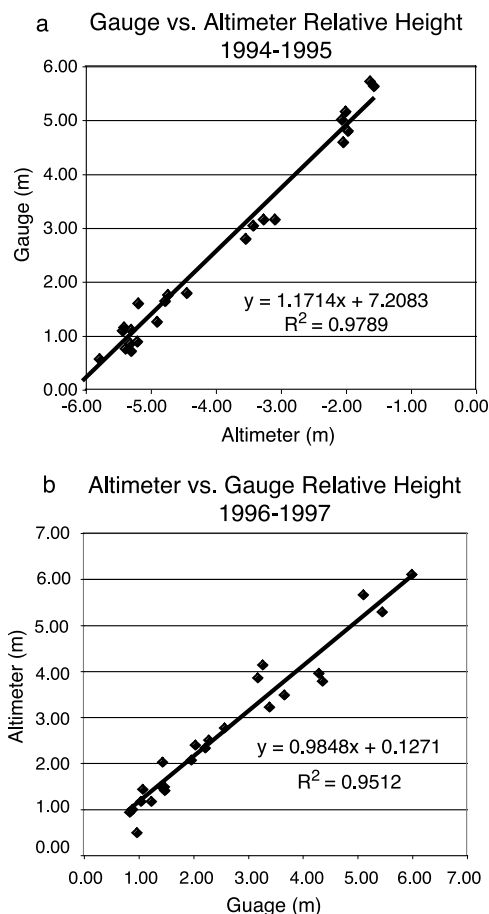 a Gauge vs. Altimeter Relative Height
1994-1995
6.00
5.00
4.00
3.00
2.00
1.00
0.00
Gauge (m)
y = 1.1714x + 7.2083
R² = 0.9789
-6.00 -5.00 -4.00 -3.00 -2.00 -1.00 0.00
Altimeter (m)
b Altimeter vs. Gauge Relative Height
1996-1997
7.00
6.00
5.00
4.00
3.00
2.00
1.00
0.00
Altimeter (m)
y = 0.9848x + 0.1271
R² = 0.9512
0.00 1.00 2.00 3.00 4.00 5.00 6.00 7.00
Guage (m)